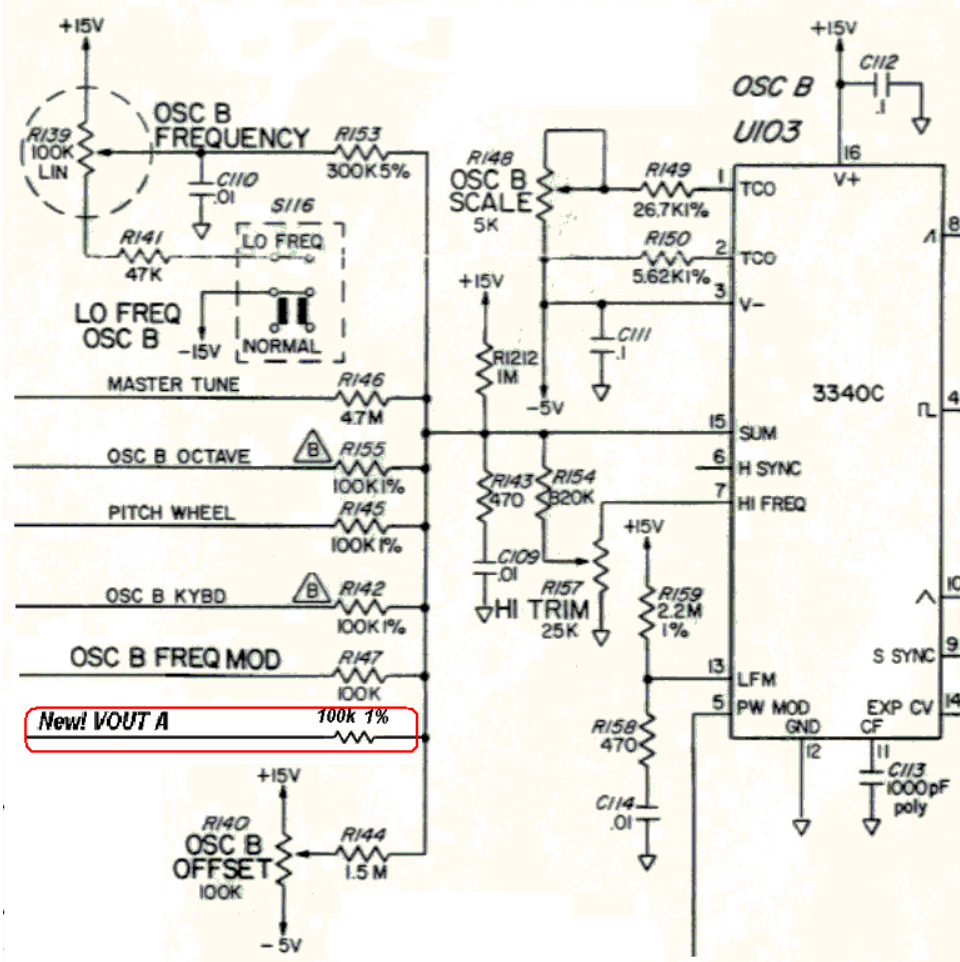 +15V
R139
100K
LIN
OSC B
FREQUENCY
R153
300K5%
C110
.01
S116
LO FREQ
R141
47K
LO FREQ
OSC B
-15V
NORMAL
MASTER TUNE
R146
4.7M
OSC B OCTAVE
B
R155
100K1%
PITCH WHEEL
R145
100K1%
OSC B KYBD
B
R142
100K1%
OSC B FREQ MOD
R147
100K
New! VOUT A
100k 1%
+15V
R140
OSC B
OFFSET
100K
R144
1.5M
-5V
R148
OSC B
SCALE
5K
R149
26.7K1%
R150
5.62K1%
+15V
R1212
1M
C111
.1
-5V
R143
470
R154
820K
C109
.01
R157
HI TRIM
25K
+15V
R159
2.2M
1%
R158
470
C114
.01
+15V
C112
.1
OSC B
U103
16
V+
1
TCO
2
TCO
3
V-
3340C
15
SUM
6
H SYNC
7
HI FREQ
13
LFM
5
PW MOD
8
4
10
S SYNC
9
EXP CV
14
GND
CF
12
11
C113
1000pF
poly